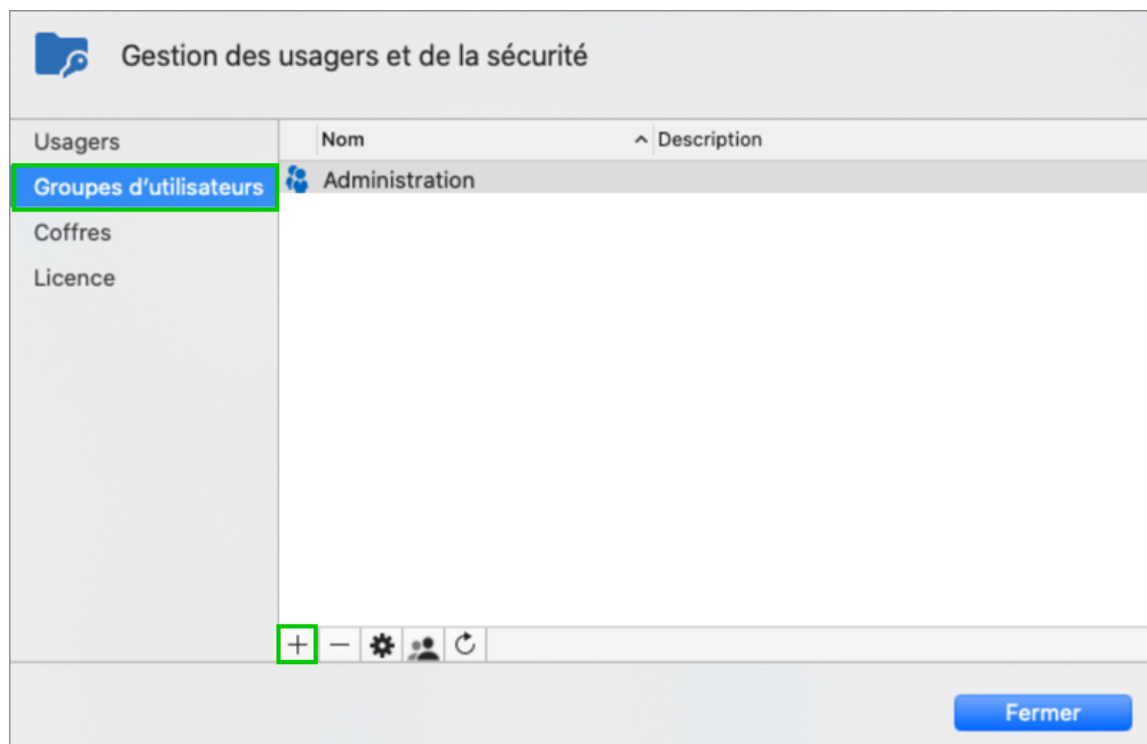 Gestion des usagers et de la sécurité
Usagers
Nom
Description
Groupes d’utilisateurs
Administration
Coffres
Licence
Fermer